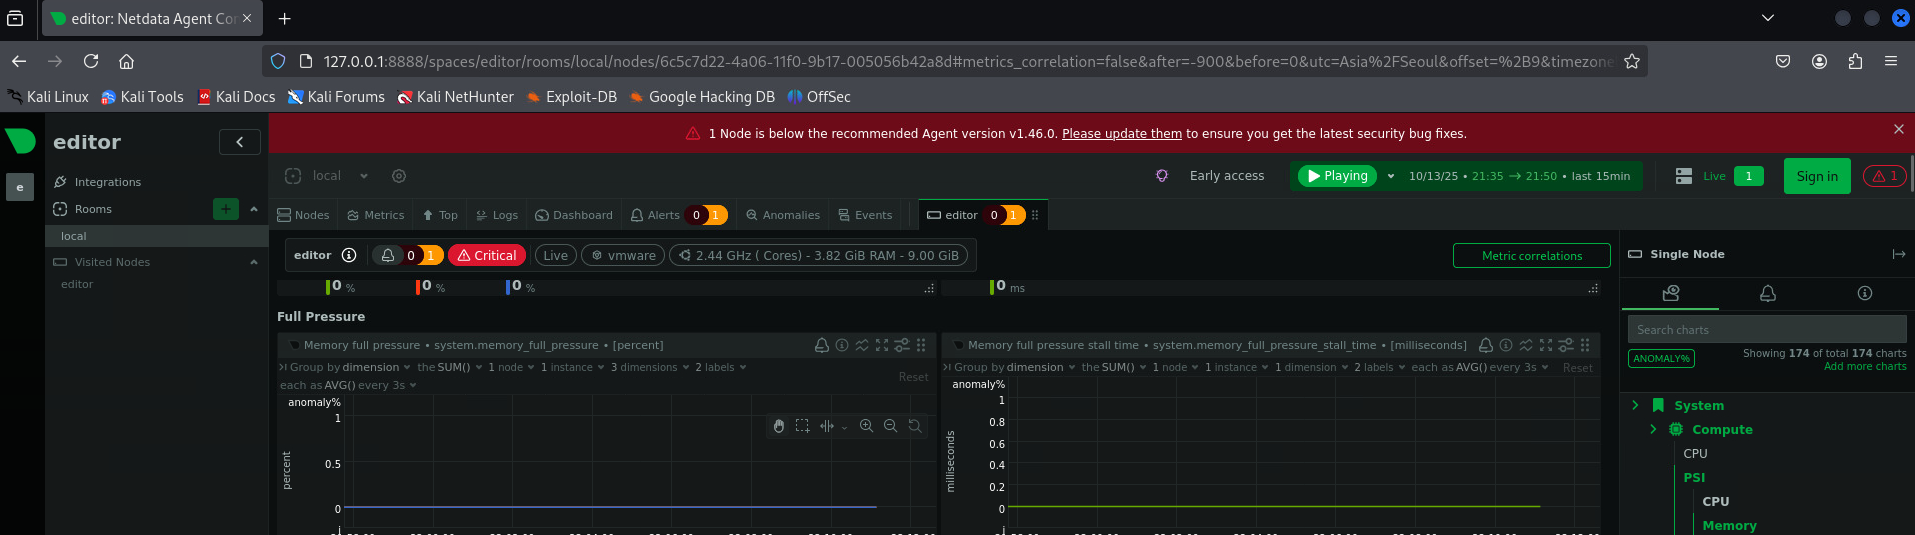 editor: Netdata Agent Con
127.0.0.1:8888/spaces/editor/rooms/local/nodes/6c5c7d22-4a06-11f0-9b17-005056b42a8d#metrics_correlation=false&after=-900&before=0&utc=Asia%2FSeoul&offset=%2B9&timezone
Kali Linux Kali Tools Kali Docs Kali Forums Kali NetHunter Exploit-DB Google Hacking DB OffSec
1 Node is below the recommended Agent version v1.46.0. Please update them to ensure you get the latest security bug fixes.
editor
e
Integrations
Rooms
local
Visited Nodes
editor
local Early access Playing 10/13/25 • 21:35 → 21:50 • last 15min Live 1 Sign in 1
Nodes Metrics Top Logs Dashboard Alerts 0 1 Anomalies Events editor 0 1
editor 0 1 Critical Live vmware 2.44 GHz ( Cores) - 3.82 GiB RAM - 9.00 GiB Metric correlations
0 % 0 % 0 % 0 ms
Full Pressure
Memory full pressure • system.memory_full_pressure • [percent]
Group by dimension the SUM() 1 node 1 instance 3 dimensions 2 labels
each as AVG() every 3s Reset
anomaly%
1
0.5
0
percent
Memory full pressure stall time • system.memory_full_pressure_stall_time • [milliseconds]
Group by dimension the SUM() 1 node 1 instance 1 dimension 2 labels each as AVG() every 3s Reset
anomaly%
1
0.8
0.6
0.4
0.2
0
milliseconds
Single Node
Search charts
ANOMALY% Showing 174 of total 174 charts
Add more charts
System
Compute
CPU
PSI
CPU
Memory